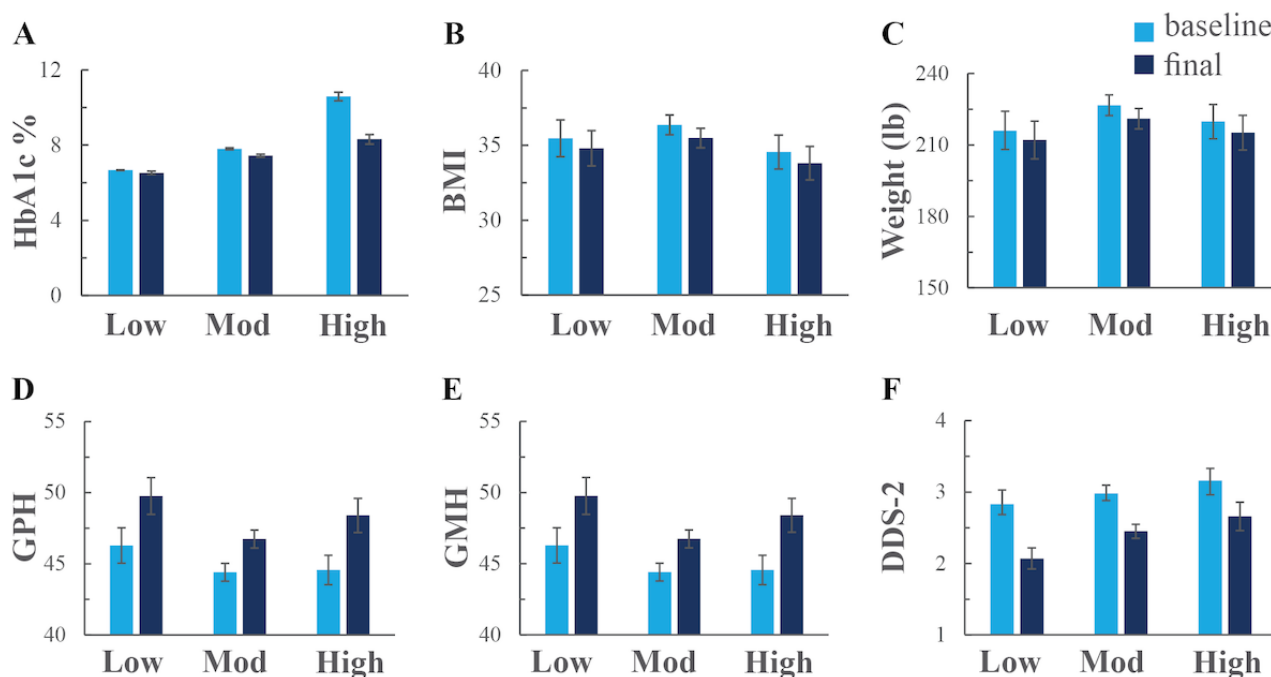 A
HbA1c %
12
8
4
0
Low Mod High
B
BMI
40
35
30
25
Low Mod High
C
baseline
final
Weight (lb)
240
210
180
150
Low Mod High
D
GPH
55
50
45
40
Low Mod High
E
GMH
55
50
45
40
Low Mod High
F
DDS-2
4
3
2
1
Low Mod High